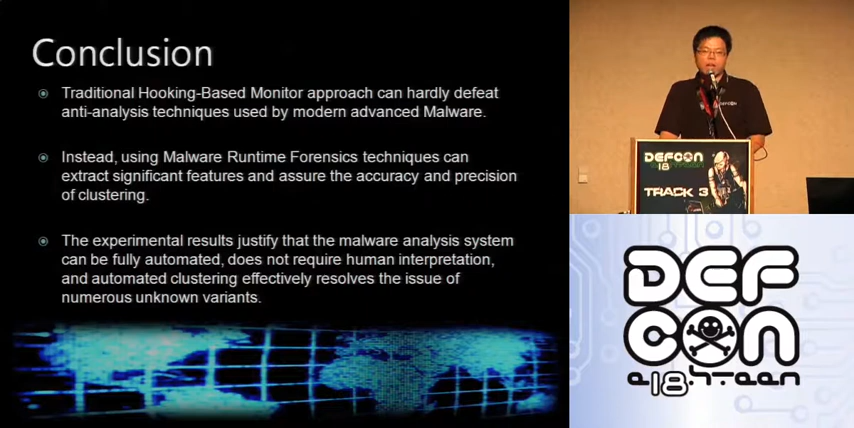 Conclusion
Traditional Hooking-Based Monitor approach can hardly defeat
anti-analysis techniques used by modern advanced Malware.
Instead, using Malware Runtime Forensics techniques can
extract significant features and assure the accuracy and precision
of clustering.
The experimental results justify that the malware analysis system
can be fully automated, does not require human interpretation,
and automated clustering effectively resolves the issue of
numerous unknown variants.
DEFCON
DEFCON
e18hteen
TRACK 3
DEF
CON
e18hteen